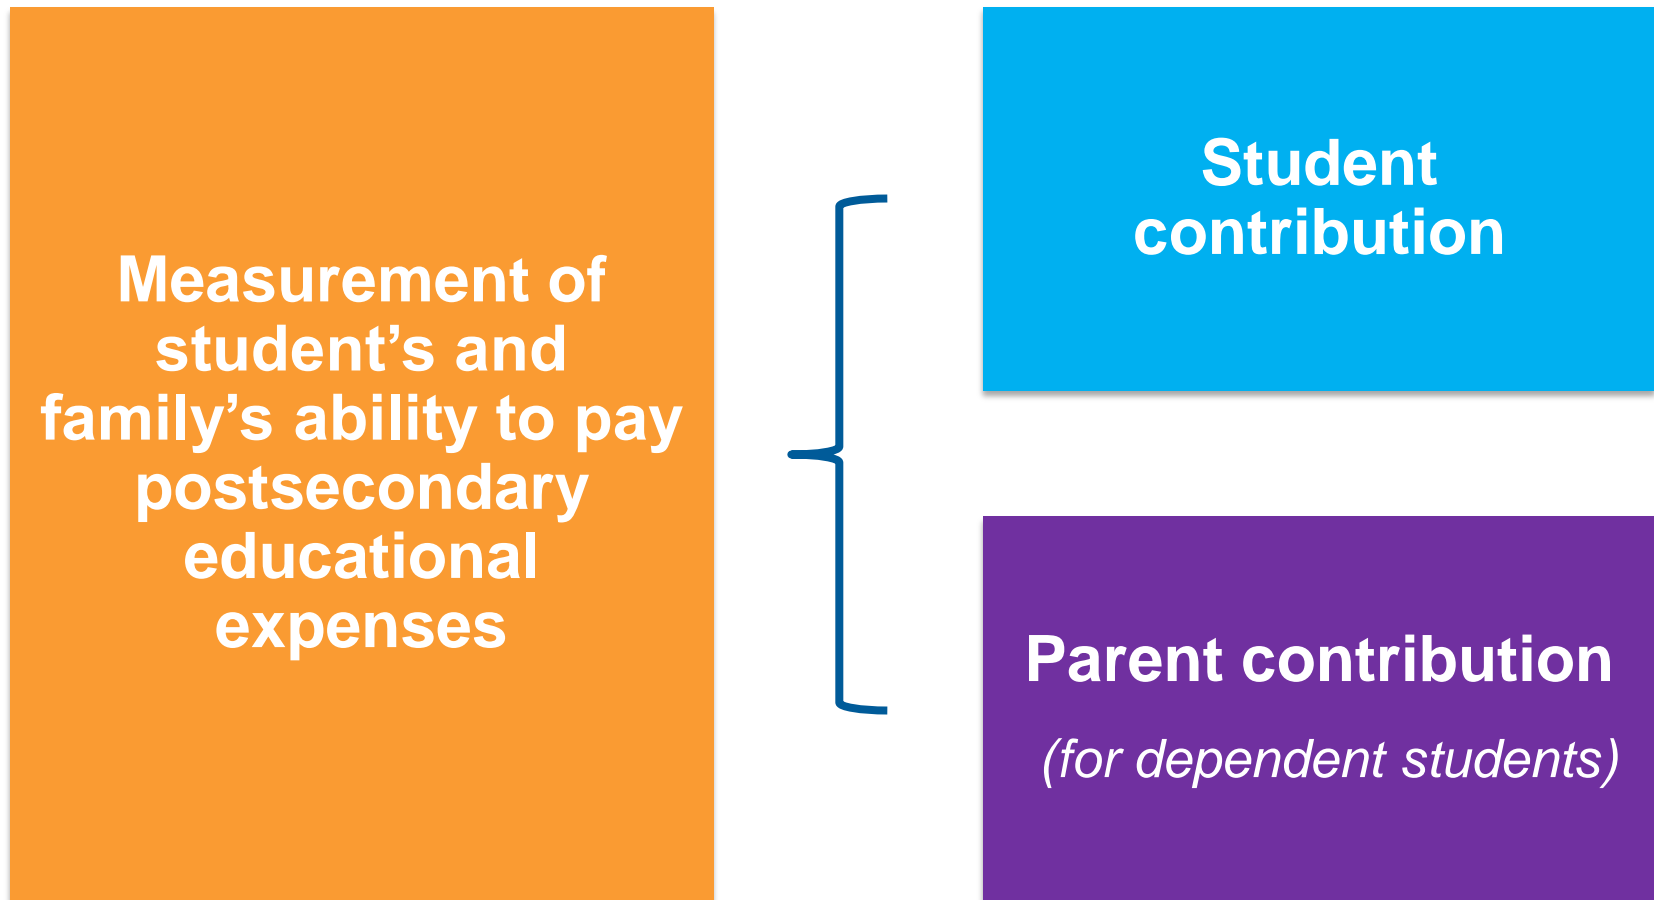 Measurement of
student’s and
family’s ability to pay
postsecondary
educational
expenses
Student
contribution
Parent contribution
(for dependent students)